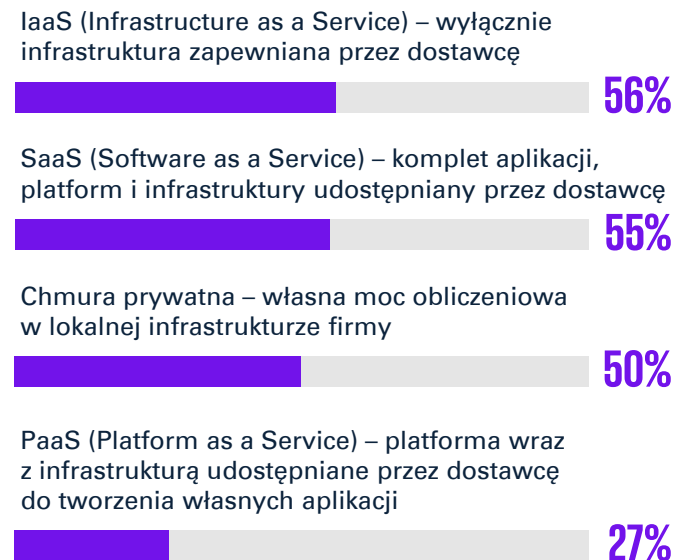 IaaS (Infrastructure as a Service) – wyłącznie
infrastruktura zapewniana przez dostawcę
56%
SaaS (Software as a Service) – komplet aplikacji,
platform i infrastruktury udostępniany przez dostawcę
55%
Chmura prywatna – własna moc obliczeniowa
w lokalnej infrastrukturze firmy
50%
PaaS (Platform as a Service) – platforma wraz
z infrastrukturą udostępniane przez dostawcę
do tworzenia własnych aplikacji
27%